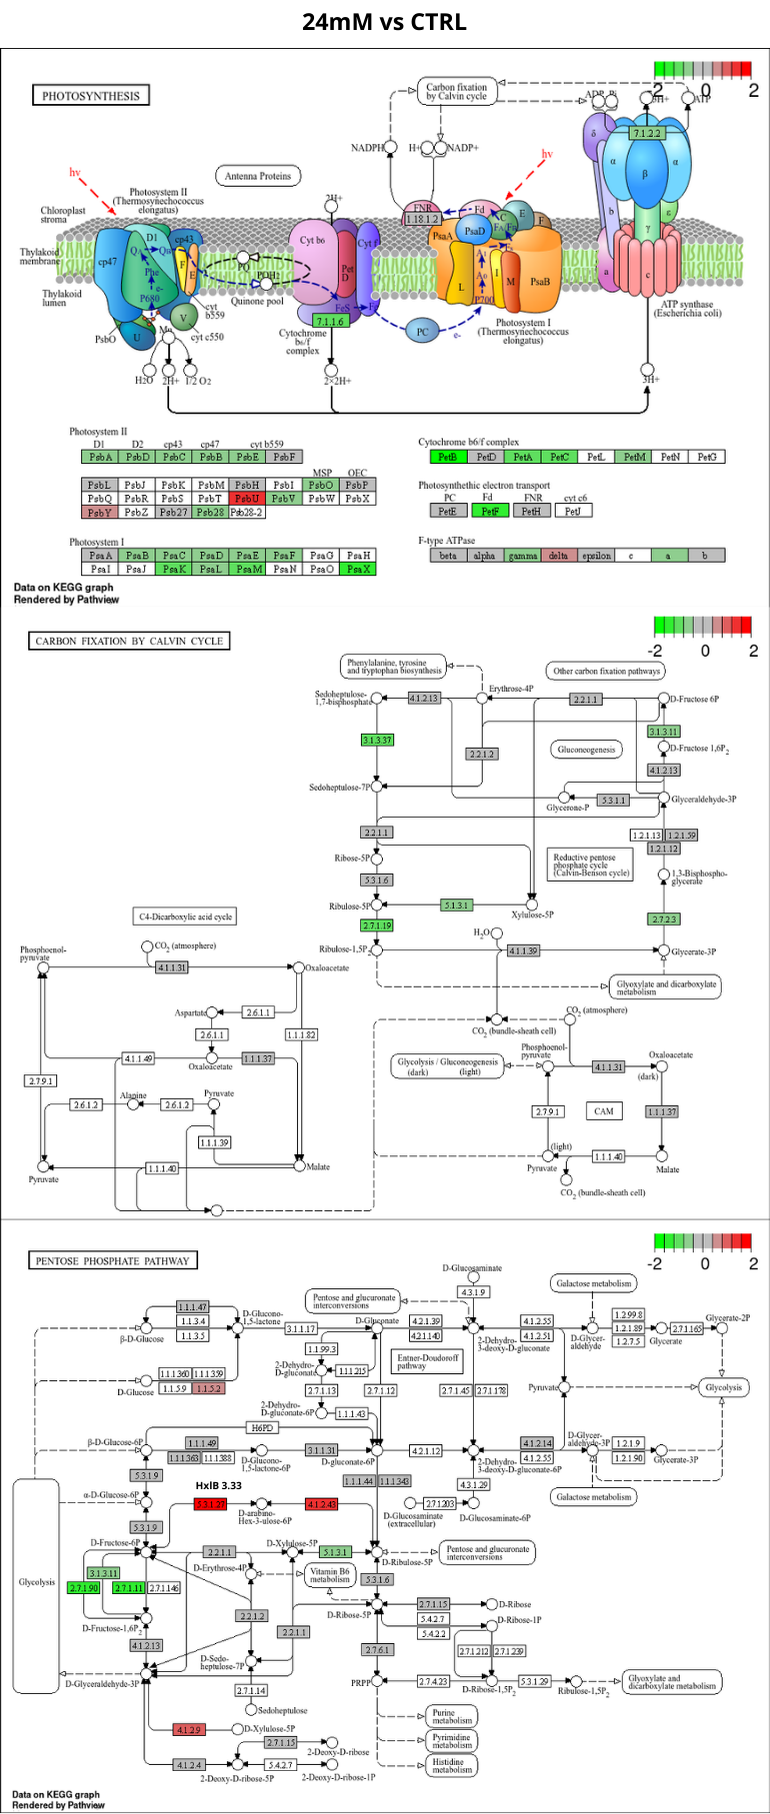 24mM vs CTRL
PHOTOSYNTHESIS
-2 0 2
Carbon fixation
by Calvin cycle
ADP Pi
3H+
ATP
7.1.2.2
NADPH
H+
NADP+
hν
hν
Antenna Proteins
Photosystem II
(Thermosynechococcus
elongatus)
Chloroplast
stroma
Thylakoid
membrane
Thylakoid
lumen
2H+
FNR
1.18.1.2
Fd
D1
cp43
cp47
QA
QB
Phe
e-
P680
F
E
PQ
PQH2
Quinone pool
Cyt b6
Pet
D
Cyt f
FeS
7.1.1.6
Cytochrome
b6/f
complex
PsaA
PsaD
C
E
F
FA/FB
Fx
A1
A0
L
I
M
PsaB
P700
PC
e-
Photosystem I
(Thermosynechococcus
elongatus)
δ
α
β
α
b
γ
ε
a
c
ATP synthase
(Escherichia coli)
PsbO
U
V
Mn
cyt
b559
cyt c550
H2O
2H+
1/2 O2
2×2H+
3H+
Photosystem II
D1 D2 cp43 cp47 cyt b559
PsbA PsbD PsbC PsbB PsbE PsbF
MSP OEC
PsbL PsbJ PsbK PsbM PsbH PsbI PsbO PsbP
PsbQ PsbR PsbS PsbT PsbU PsbV PsbW PsbX
PsbY PsbZ Psb27 Psb28 Psb28-2
Photosystem I
PsaA PsaB PsaC PsaD PsaE PsaF PsaG PsaH
PsaI PsaJ PsaK PsaL PsaM PsaN PsaO PsaX
Cytochrome b6/f complex
PetB PetD PetA PetC PetL PetM PetN PetG
Photosynthethic electron transport
PC Fd FNR cyt c6
PetE PetF PetH PetJ
F-type ATPase
beta alpha gamma delta epsilon c a b
Data on KEGG graph
Rendered by Pathview
CARBON FIXATION BY CALVIN CYCLE
-2 0 2
Phenylalanine, tyrosine
and tryptophan biosynthesis
Other carbon fixation pathways
Sedoheptulose-
1,7-bisphosphate
4.1.2.13
Erythrose-4P
2.2.1.1
D-Fructose 6P
3.1.3.37
3.1.3.11
2.2.1.2
Gluconeogenesis
D-Fructose 1,6P2
4.1.2.13
Sedoheptulose-7P
Glycerone-P
5.3.1.1
Glyceraldehyde-3P
2.2.1.1
1.2.1.13 1.2.1.59
1.2.1.12
Ribose-5P
Reductive pentose
phosphate cycle
(Calvin-Benson cycle)
5.3.1.6
1,3-Bisphospho-
glycerate
Ribulose-5P
5.1.3.1
Xylulose-5P
2.7.1.19
2.7.2.3
H2O
Ribulose-1,5P2
4.1.1.39
Glycerate-3P
Glyoxylate and dicarboxylate
metabolism
C4-Dicarboxylic acid cycle
Phosphoenol-
pyruvate
CO2 (atmosphere)
4.1.1.31
Oxaloacetate
Aspartate
2.6.1.1
2.6.1.1
1.1.1.82
4.1.1.49
Oxaloacetate
1.1.1.37
2.7.9.1
2.6.1.2
Alanine
2.6.1.2
Pyruvate
1.1.1.39
Pyruvate
1.1.1.40
Malate
CO2 (bundle-sheath cell)
CO2 (atmosphere)
Glycolysis / Gluconeogenesis
(dark) (light)
Phosphoenol-
pyruvate
4.1.1.31
Oxaloacetate
(dark)
2.7.9.1
CAM
1.1.1.37
(light)
Pyruvate
1.1.1.40
Malate
CO2 (bundle-sheath cell)
PENTOSE PHOSPHATE PATHWAY
-2 0 2
D-Glucosaminate
4.3.1.9
Pentose and glucuronate
interconversions
Galactose metabolism
1.1.1.47
1.1.3.4
1.1.3.5
β-D-Glucose
D-Glucono-
1,5-lactone
3.1.1.17
D-Gluconate
4.2.1.39
4.2.1.140
2-Dehydro-
3-deoxy-D-gluconate
4.1.2.55
4.1.2.51
D-Glycer-
aldehyde
1.2.99.8
1.2.1.89
1.2.7.5
Glycerate
2.7.1.165
Glycerate-2P
1.1.99.3
2-Dehydro-
D-gluconate
1.1.1.215
Entner-Doudoroff
pathway
1.1.1.360 1.1.1.359
1.1.5.9 1.1.5.2
D-Glucose
2.7.1.13
2.7.1.12
2.7.1.45 2.7.1.178
Pyruvate
Glycolysis
2-Dehydro-
D-gluconate-6P
1.1.1.43
H6PD
β-D-Glucose-6P
1.1.1.49
1.1.1.363 1.1.1.388
D-Glucono-
1,5-lactone-6P
3.1.1.31
D-gluconate-6P
4.2.1.12
2-Dehydro-
3-deoxy-D-gluconate-6P
4.1.2.14
4.1.2.55
D-Glycer-
aldehyde-3P
1.2.1.9
1.2.1.90
Glycerate-3P
5.3.1.9
1.1.1.44 1.1.1.343
4.3.1.29
Galactose metabolism
α-D-Glucose-6P
HxlB 3.33
5.3.1.27
D-arabino-
Hex-3-ulose-6P
4.1.2.43
D-Glucosaminate
(extracellular)
2.7.1.203
D-Glucosaminate-6P
5.3.1.9
D-Fructose-6P
2.2.1.1
D-Xylulose-5P
5.1.3.1
D-Ribulose-5P
Pentose and glucuronate
interconversions
Glycolysis
3.1.3.11
2.7.1.90
2.7.1.11 2.7.1.146
D-Erythrose-4P
Vitamin B6
metabolism
5.3.1.6
D-Ribose-5P
2.7.1.15
D-Ribose
5.4.2.7
5.4.2.2
D-Ribose-1P
D-Fructose-1,6P2
2.2.1.2
2.2.1.1
4.1.2.13
D-Sedo-
heptulose-7P
2.7.6.1
2.7.1.212 2.7.1.239
D-Glyceraldehyde-3P
2.7.1.14
PRPP
2.7.4.23
D-Ribose-1,5P2
5.3.1.29
Ribulose-1,5P2
Glyoxylate and
dicarboxylate metabolism
Sedoheptulose
Purine
metabolism
4.1.2.9
D-Xylulose-5P
Pyrimidine
metabolism
2.7.1.15
2-Deoxy-D-ribose
Histidine
metabolism
4.1.2.4
5.4.2.7
2-Deoxy-D-ribose-5P
2-Deoxy-D-ribose-1P
Data on KEGG graph
Rendered by Pathview